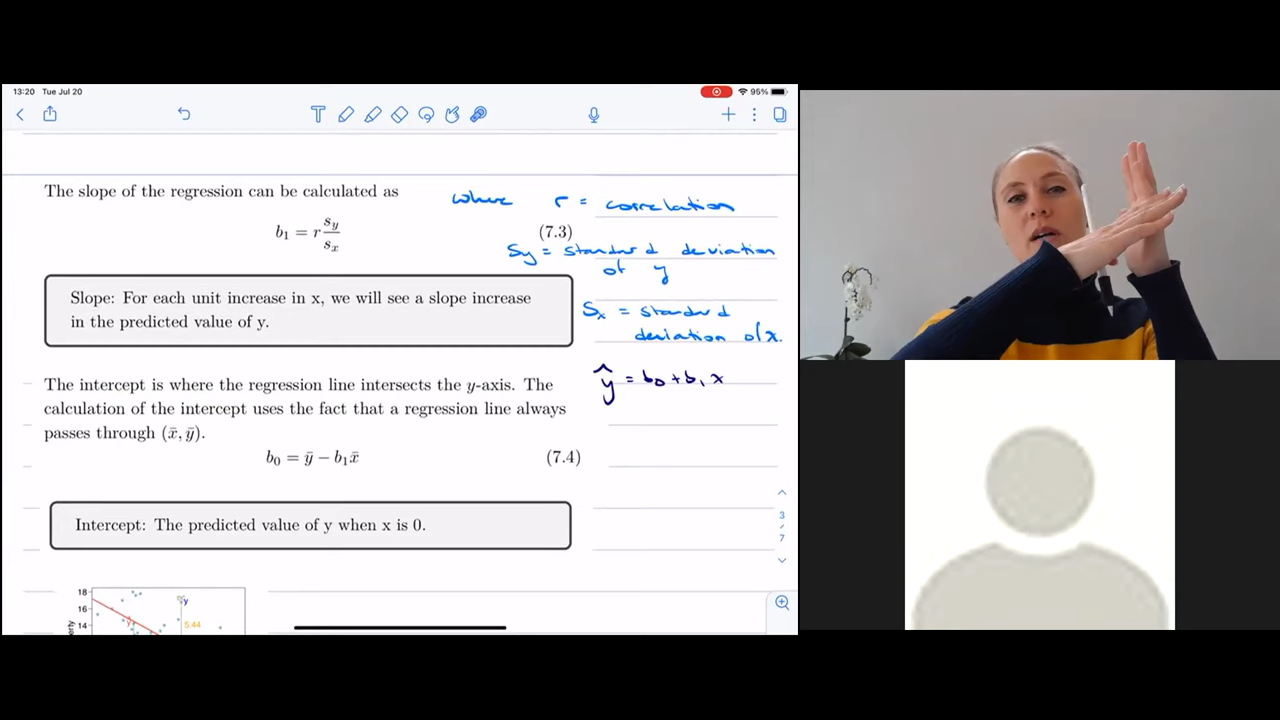 13:20 Tue Jul 20
95%
The slope of the regression can be calculated as
where r = correlation
b₁ = r s_y / s_x (7.3)
Sy = standard deviation
of y
Slope: For each unit increase in x, we will see a slope increase
in the predicted value of y.
Sx = standard
deviation of x.
ŷ = b₀ + b₁ x
The intercept is where the regression line intersects the y-axis. The
calculation of the intercept uses the fact that a regression line always
passes through (x̄, ȳ).
b₀ = ȳ − b₁x̄ (7.4)
Intercept: The predicted value of y when x is 0.
3
/
7
18
16
14
y
5.44